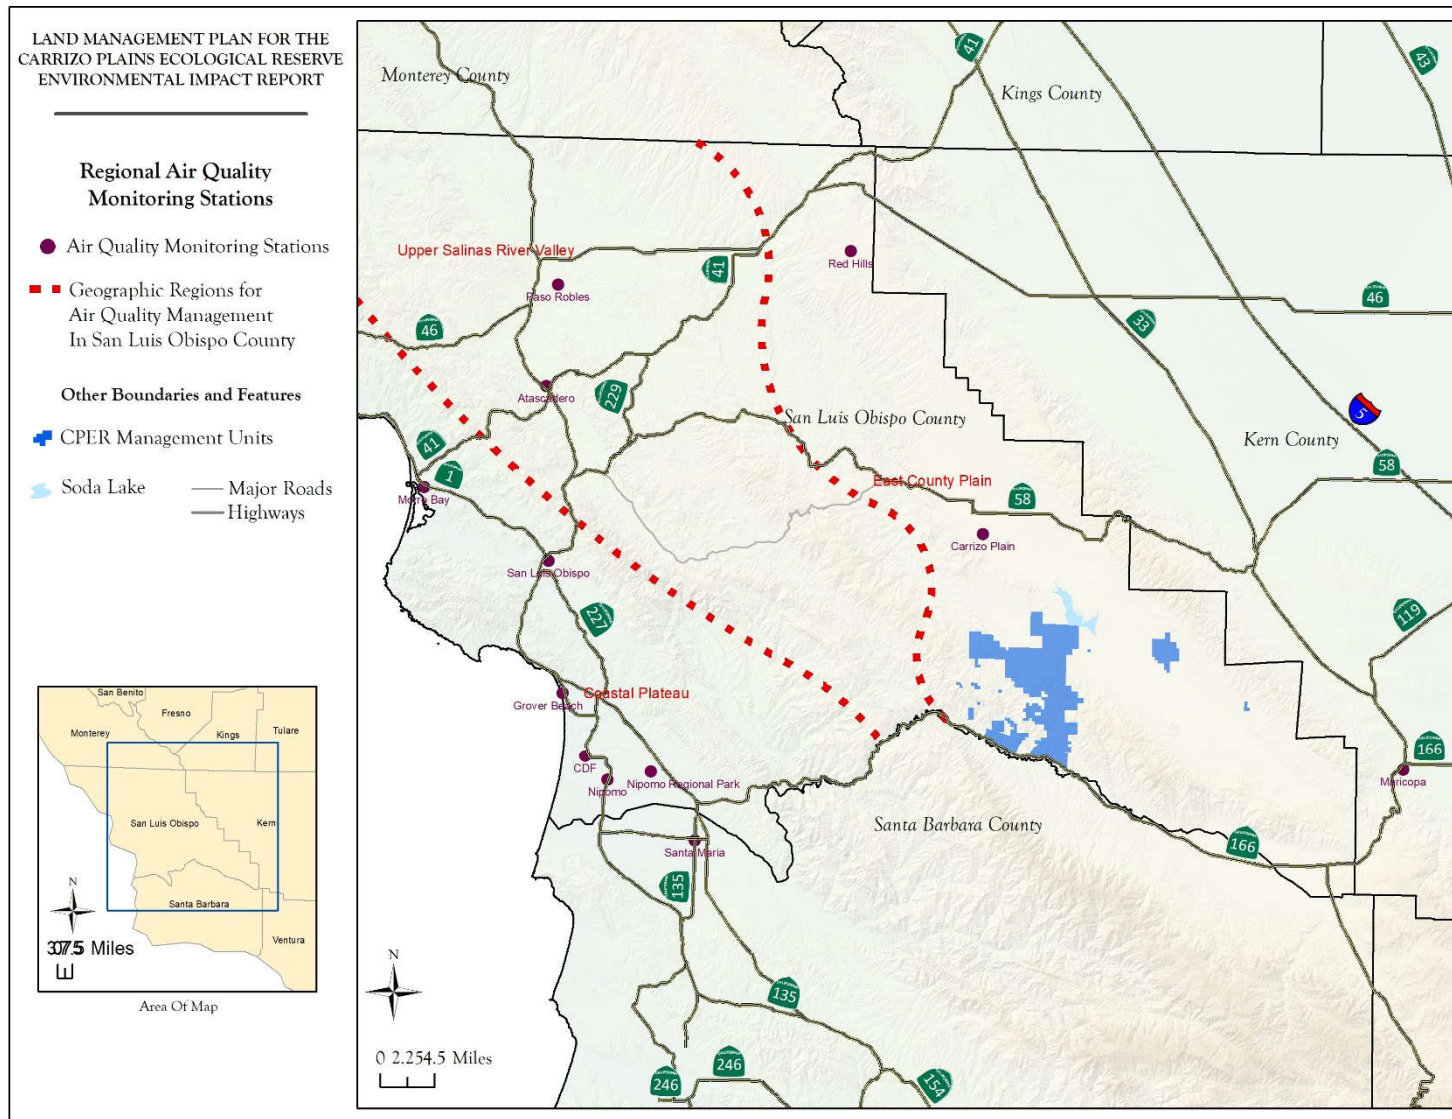 LAND MANAGEMENT PLAN FOR THE
CARRIZO PLAINS ECOLOGICAL RESERVE
ENVIRONMENTAL IMPACT REPORT
Regional Air Quality
Monitoring Stations
Air Quality Monitoring Stations
Geographic Regions for
Air Quality Management
In San Luis Obispo County
Other Boundaries and Features
CPER Management Units
Soda Lake
Major Roads
Highways
San Benito
Fresno
Monterey
Kings
Tulare
San Luis Obispo
Kern
Santa Barbara
Ventura
N
Miles
Area Of Map
Monterey County
41
43
Kings County
Upper Salinas River Valley
41
Red Hills
Paso Robles
46
46
33
Atascadero
229
San Luis Obispo County
5
Kern County
41
1
58
Morro Bay
East County Plain
58
Carrizo Plain
San Luis Obispo
227
119
Grover Beach
Coastal Plateau
166
CDF
Nipomo Regional Park
Nipomo
Maricopa
Santa Barbara County
Santa Maria
166
135
N
135
0 2.254.5 Miles
246
246
154